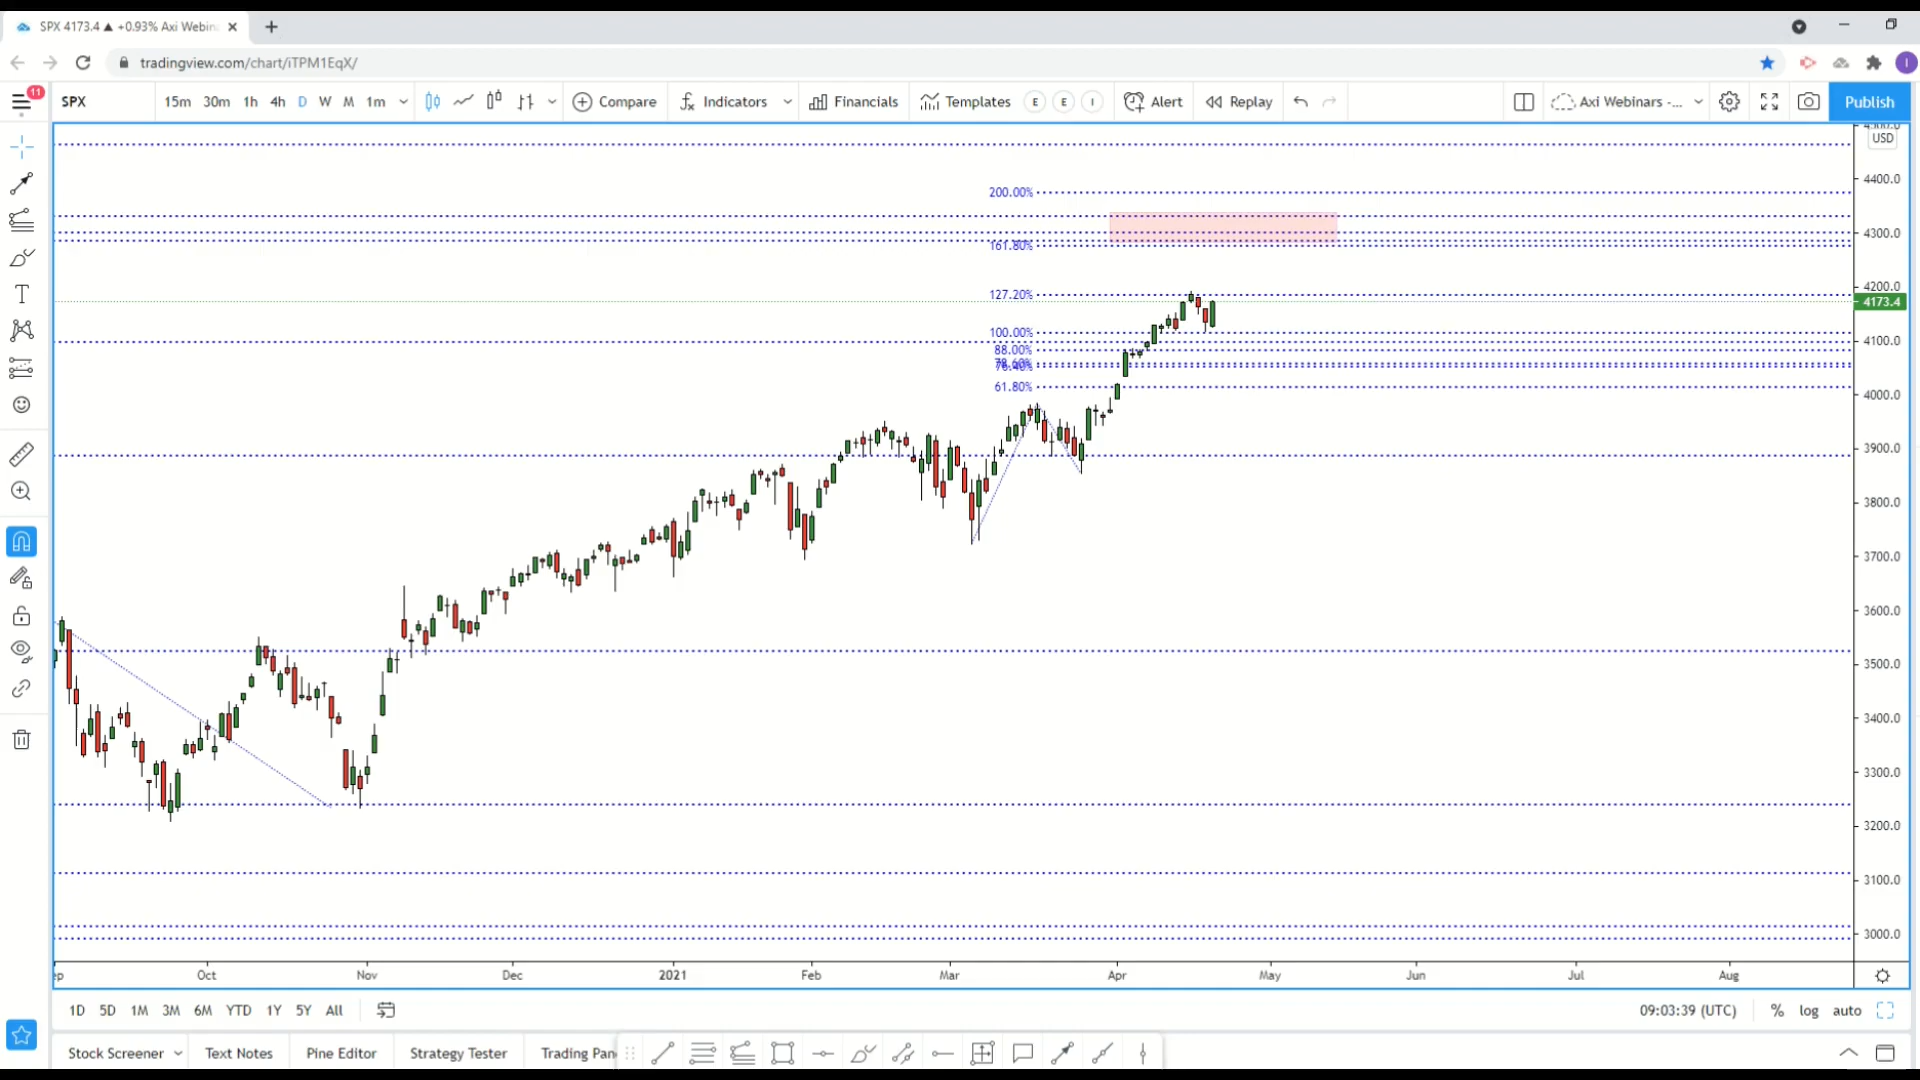 SPX 4173.4 ▲ +0.93% Axi Webin
tradingview.com/chart/iTPM1EqX/
11
SPX 15m 30m 1h 4h D W M 1m Compare Indicators Financials Templates E E I Alert Replay Axi Webinars -... Publish
I
USD
200.00%
161.80%
127.20%
100.00%
88.00%
61.80%
4400.0
4300.0
4200.0
4173.4
4100.0
4000.0
3900.0
3800.0
3700.0
3600.0
3500.0
3400.0
3300.0
3200.0
3100.0
3000.0
Oct Nov Dec 2021 Feb Mar Apr May Jun Jul Aug
1D 5D 1M 3M 6M YTD 1Y 5Y All 09:03:39 (UTC) % log auto
Stock Screener Text Notes Pine Editor Strategy Tester Trading Pan